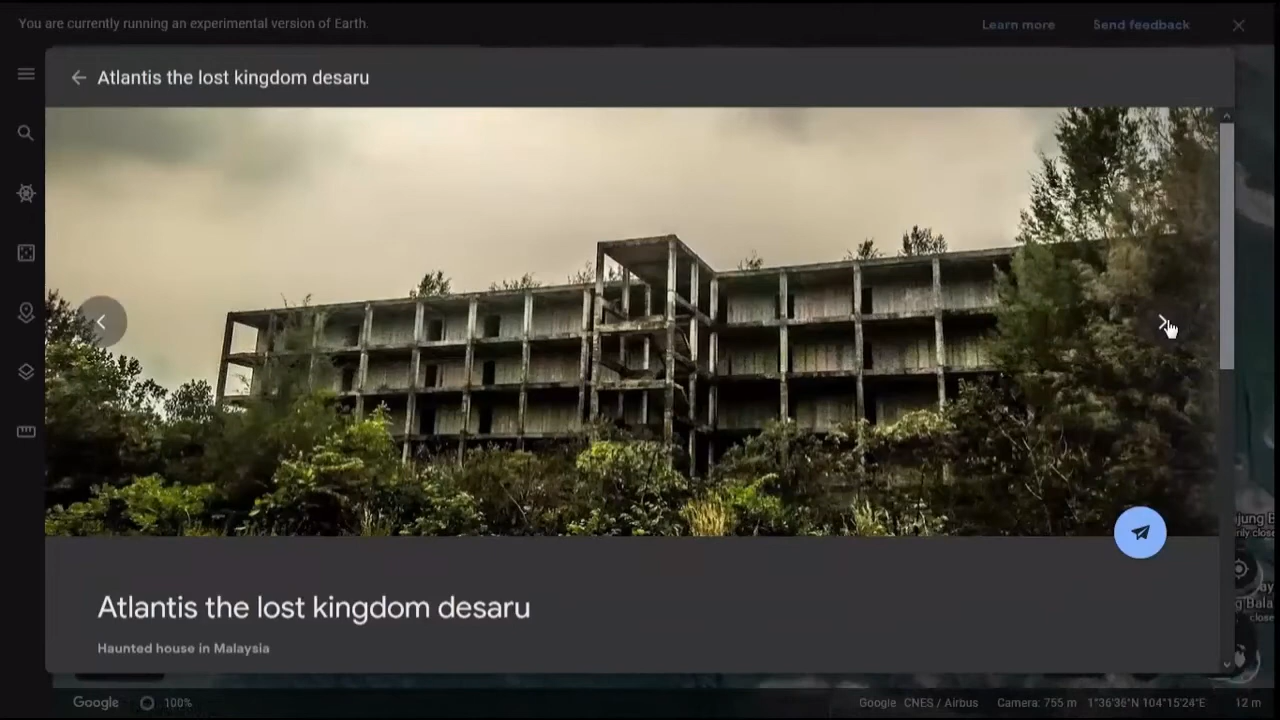 You are currently running an experimental version of Earth.
Learn more
Send feedback
Atlantis the lost kingdom desaru
Atlantis the lost kingdom desaru
Haunted house in Malaysia
Google
100%
Google CNES / Airbus Camera: 755 m 1°36'36"N 104°15'24"E 12 m